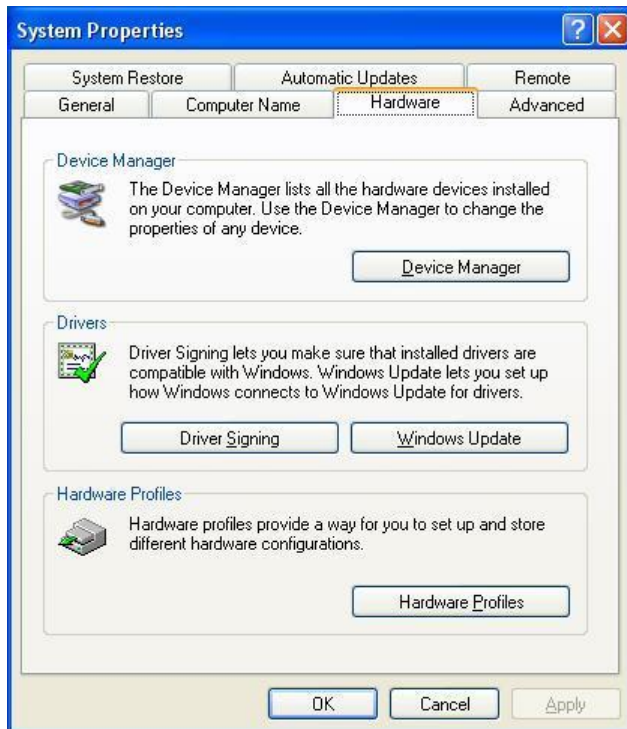 System Properties
System Restore Automatic Updates Remote
General Computer Name Hardware Advanced
Device Manager
The Device Manager lists all the hardware devices installed
on your computer. Use the Device Manager to change the
properties of any device.
Device Manager
Drivers
Driver Signing lets you make sure that installed drivers are
compatible with Windows. Windows Update lets you set up
how Windows connects to Windows Update for drivers.
Driver Signing Windows Update
Hardware Profiles
Hardware profiles provide a way for you to set up and store
different hardware configurations.
Hardware Profiles
OK Cancel Apply